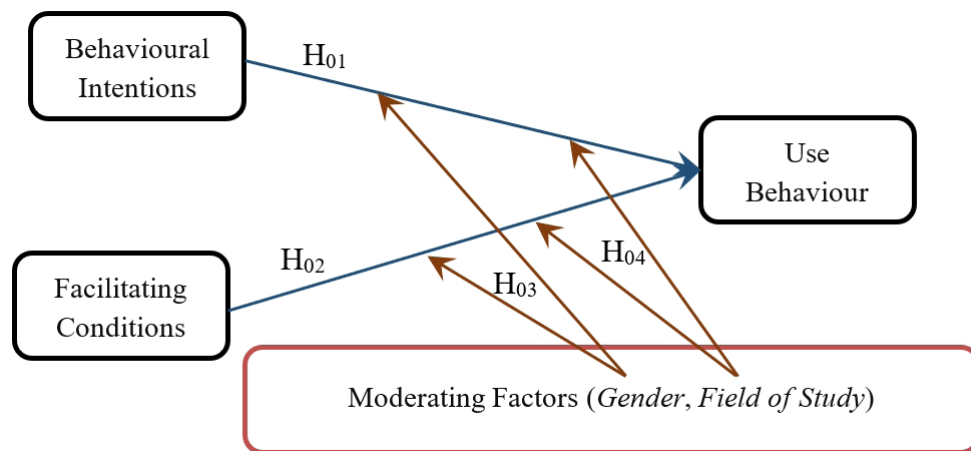 Behavioural
Intentions
H01
Use
Behaviour
H02
H03
H04
Facilitating
Conditions
Moderating Factors (Gender, Field of Study)